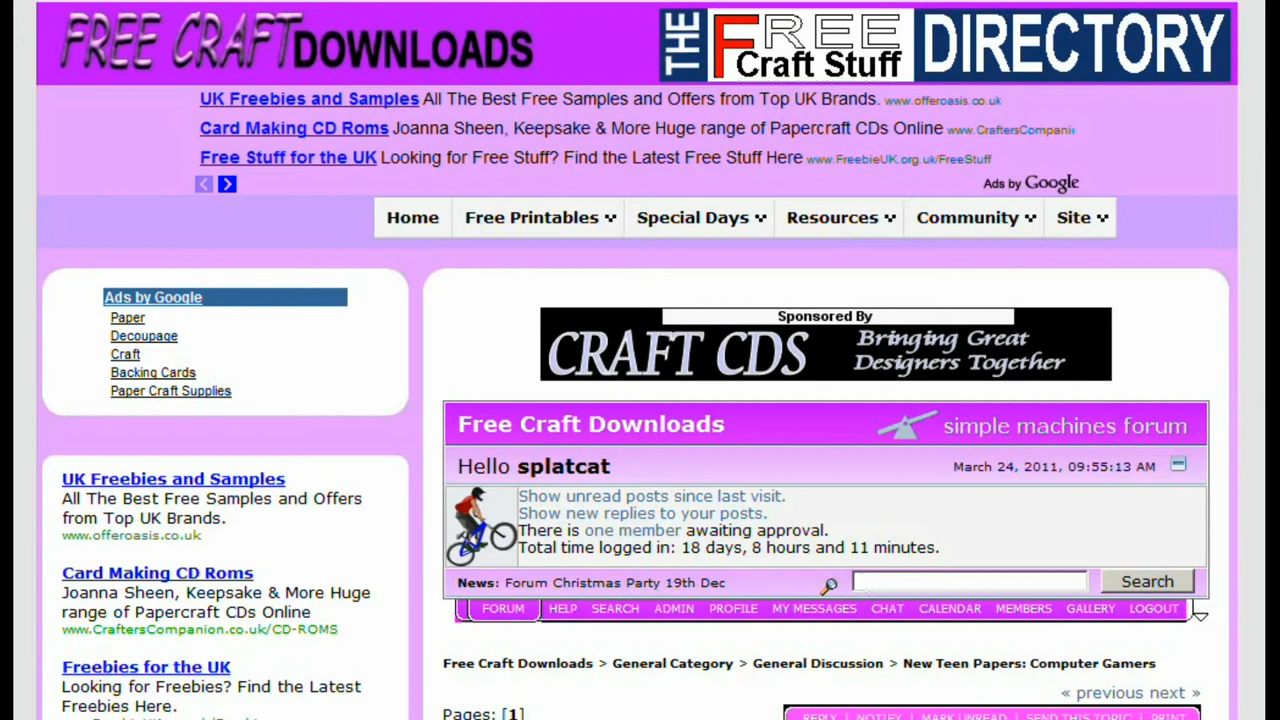 FREE CRAFT DOWNLOADS
THE FREE Craft Stuff DIRECTORY
UK Freebies and Samples All The Best Free Samples and Offers from Top UK Brands. www.offeroasis.co.uk
Card Making CD Roms Joanna Sheen, Keepsake & More Huge range of Papercraft CDs Online www.CraftersCompani
Free Stuff for the UK Looking for Free Stuff? Find the Latest Free Stuff Here www.FreebieUK.org.uk/FreeStuff
Ads by Google
Home Free Printables Special Days Resources Community Site
Ads by Google
Paper
Decoupage
Craft
Backing Cards
Paper Craft Supplies
UK Freebies and Samples
All The Best Free Samples and Offers
from Top UK Brands.
www.offeroasis.co.uk
Card Making CD Roms
Joanna Sheen, Keepsake & More Huge
range of Papercraft CDs Online
www.CraftersCompanion.co.uk/CD-ROMS
Freebies for the UK
Looking for Freebies? Find the Latest
Freebies Here.
Sponsored By
CRAFT CDS Bringing Great
Designers Together
Free Craft Downloads simple machines forum
Hello splatcat March 24, 2011, 09:55:13 AM
Show unread posts since last visit.
Show new replies to your posts.
There is one member awaiting approval.
Total time logged in: 18 days, 8 hours and 11 minutes.
News: Forum Christmas Party 19th Dec Search
FORUM HELP SEARCH ADMIN PROFILE MY MESSAGES CHAT CALENDAR MEMBERS GALLERY LOGOUT
Free Craft Downloads > General Category > General Discussion > New Teen Papers: Computer Gamers
« previous next »
Pages: [1]
REPLY | NOTIFY | MARK UNREAD | SEND THIS TOPIC | PRINT